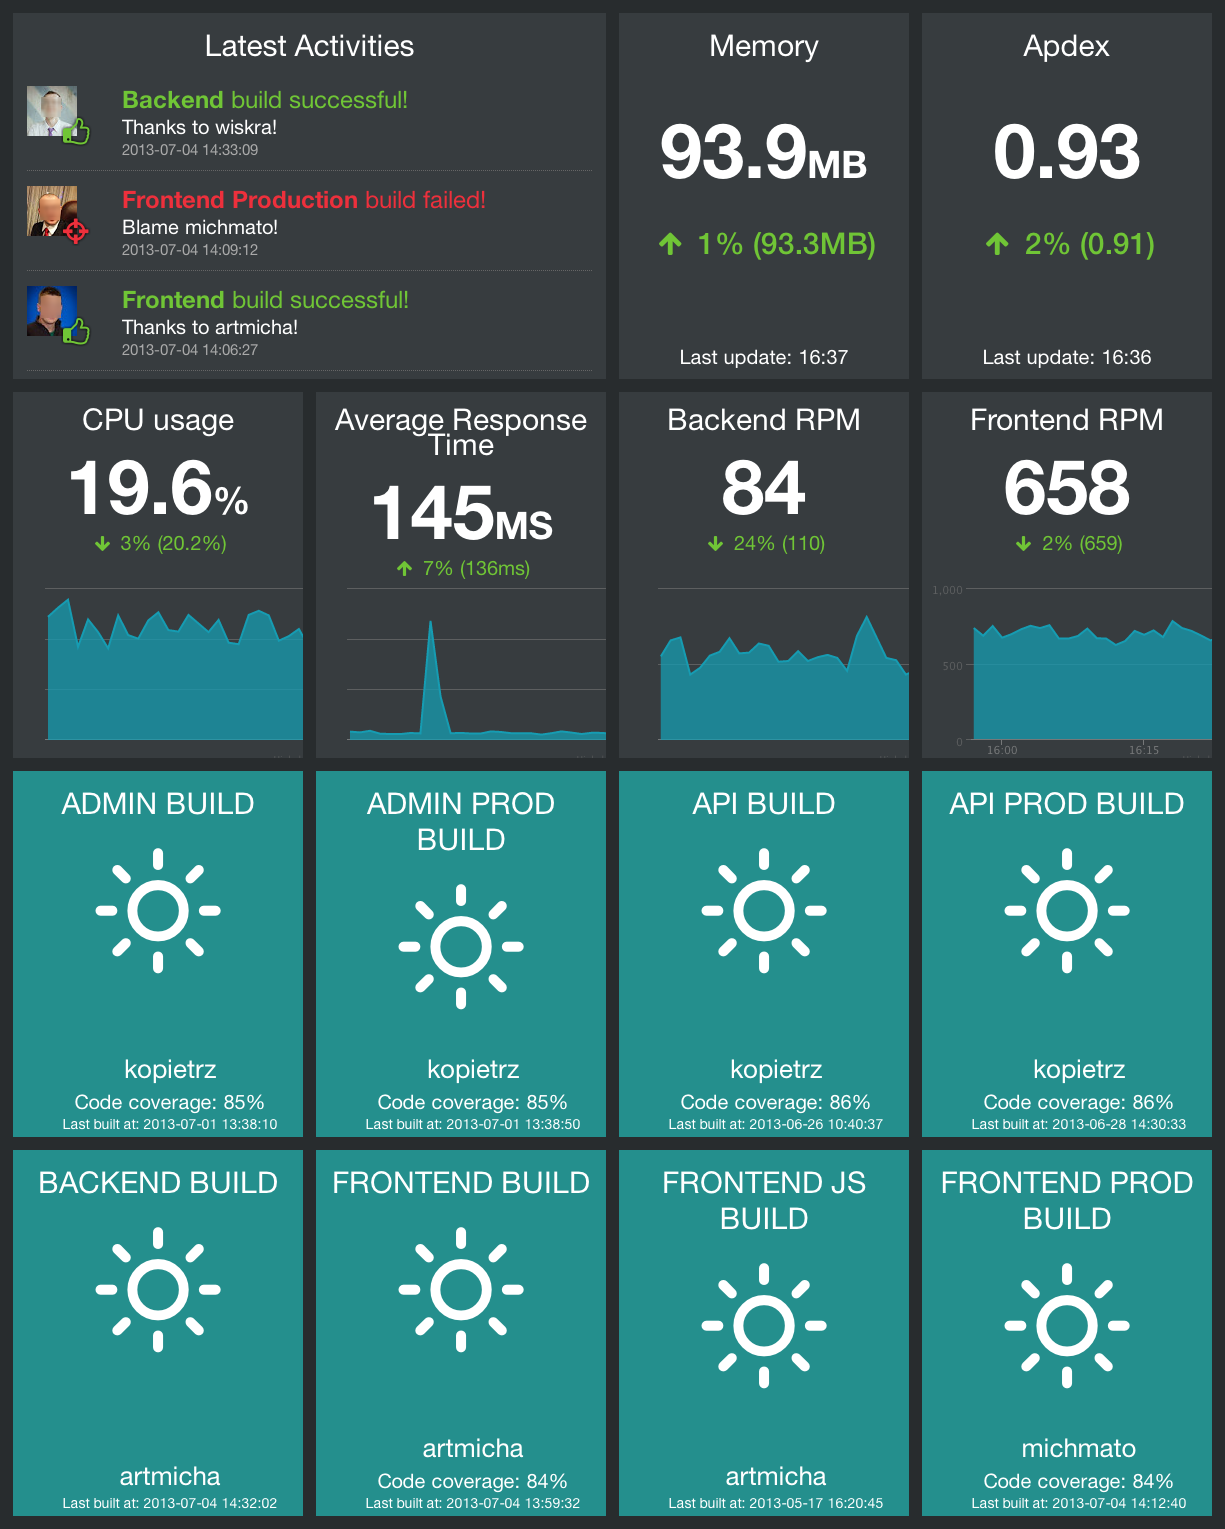 Latest Activities
Backend build successful!
Thanks to wiskra!
2013-07-04 14:33:09
Frontend Production build failed!
Blame michmato!
2013-07-04 14:09:12
Frontend build successful!
Thanks to artmicha!
2013-07-04 14:06:27
Memory
93.9MB
1% (93.3MB)
Last update: 16:37
Apdex
0.93
2% (0.91)
Last update: 16:36
CPU usage
19.6%
3% (20.2%)
Average Response
Time
145MS
7% (136ms)
Backend RPM
84
24% (110)
Frontend RPM
658
2% (659)
1,000
500
0
16:00
16:15
ADMIN BUILD
kopietrz
Code coverage: 85%
Last built at: 2013-07-01 13:38:10
ADMIN PROD
BUILD
kopietrz
Code coverage: 85%
Last built at: 2013-07-01 13:38:50
API BUILD
kopietrz
Code coverage: 86%
Last built at: 2013-06-26 10:40:37
API PROD BUILD
kopietrz
Code coverage: 86%
Last built at: 2013-06-28 14:30:33
BACKEND BUILD
artmicha
Last built at: 2013-07-04 14:32:02
FRONTEND BUILD
artmicha
Code coverage: 84%
Last built at: 2013-07-04 13:59:32
FRONTEND JS
BUILD
artmicha
Last built at: 2013-05-17 16:20:45
FRONTEND PROD
BUILD
michmato
Code coverage: 84%
Last built at: 2013-07-04 14:12:40